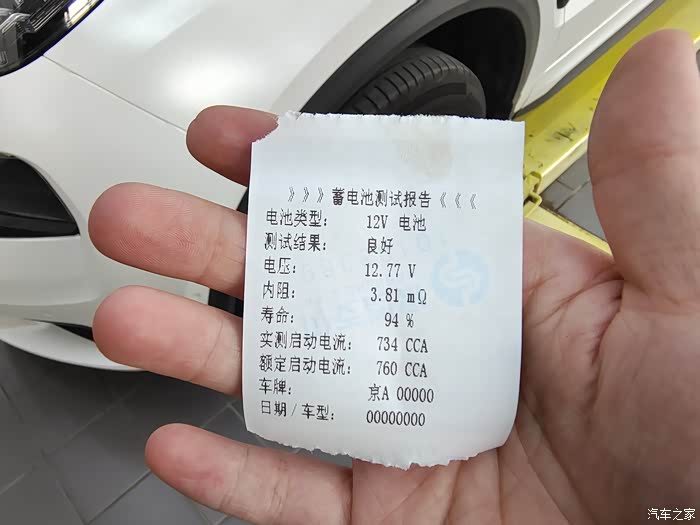 》》》蓄电池测试报告《《《
电池类型: 12V 电池
测试结果: 良好
电压: 12.77 V
内阻: 3.81 mΩ
寿命: 94 %
实测启动电流: 734 CCA
额定启动电流: 760 CCA
车牌: 京A 00000
日期/车型: 00000000
汽车之家